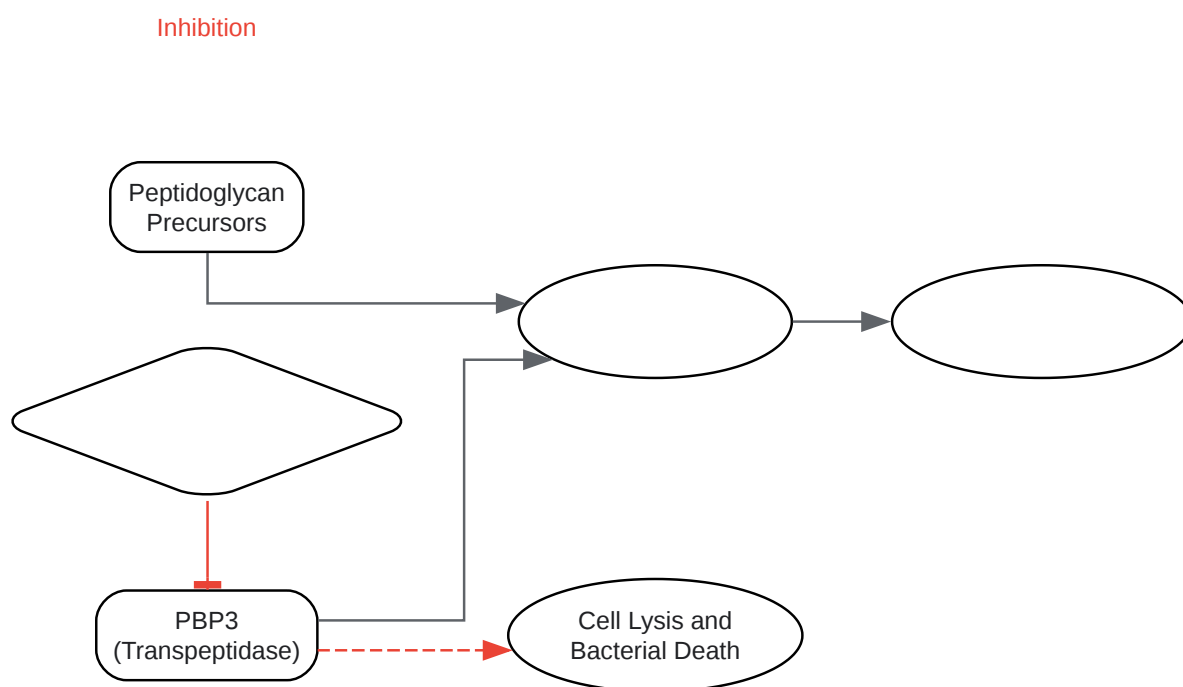 Inhibition
Peptidoglycan
Precursors
PBP3
(Transpeptidase)
Cell Lysis and
Bacterial Death